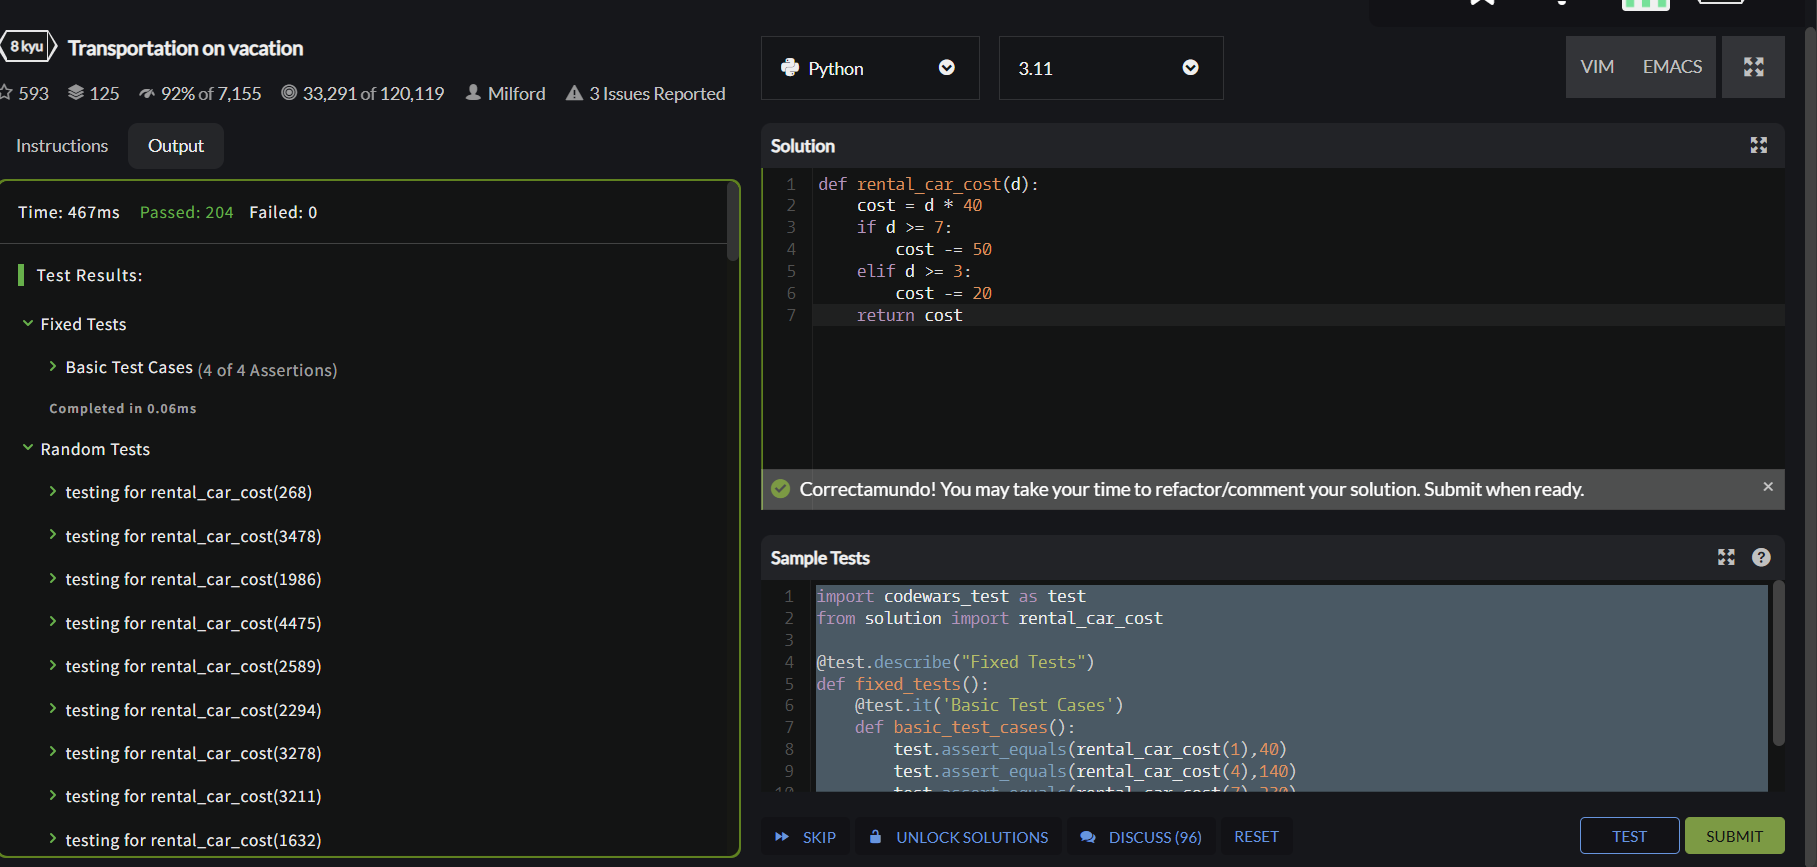 8 kyu Transportation on vacation
593 125 92% of 7,155 33,291 of 120,119 Milford 3 Issues Reported
Instructions Output
Time: 467ms Passed: 204 Failed: 0
Test Results:
Fixed Tests
Basic Test Cases (4 of 4 Assertions)
Completed in 0.06ms
Random Tests
testing for rental_car_cost(268)
testing for rental_car_cost(3478)
testing for rental_car_cost(1986)
testing for rental_car_cost(4475)
testing for rental_car_cost(2589)
testing for rental_car_cost(2294)
testing for rental_car_cost(3278)
testing for rental_car_cost(3211)
testing for rental_car_cost(1632)
Python 3.11 VIM EMACS
Solution
1 def rental_car_cost(d):
2     cost = d * 40
3     if d >= 7:
4         cost -= 50
5     elif d >= 3:
6         cost -= 20
7     return cost
Correctamundo! You may take your time to refactor/comment your solution. Submit when ready. ×
Sample Tests ?
1 import codewars_test as test
2 from solution import rental_car_cost
3
4 @test.describe("Fixed Tests")
5 def fixed_tests():
6     @test.it('Basic Test Cases')
7     def basic_test_cases():
8         test.assert_equals(rental_car_cost(1),40)
9         test.assert_equals(rental_car_cost(4),140)
10         test.assert_equals(rental_car_cost(7),230)
SKIP UNLOCK SOLUTIONS DISCUSS (96) RESET TEST SUBMIT